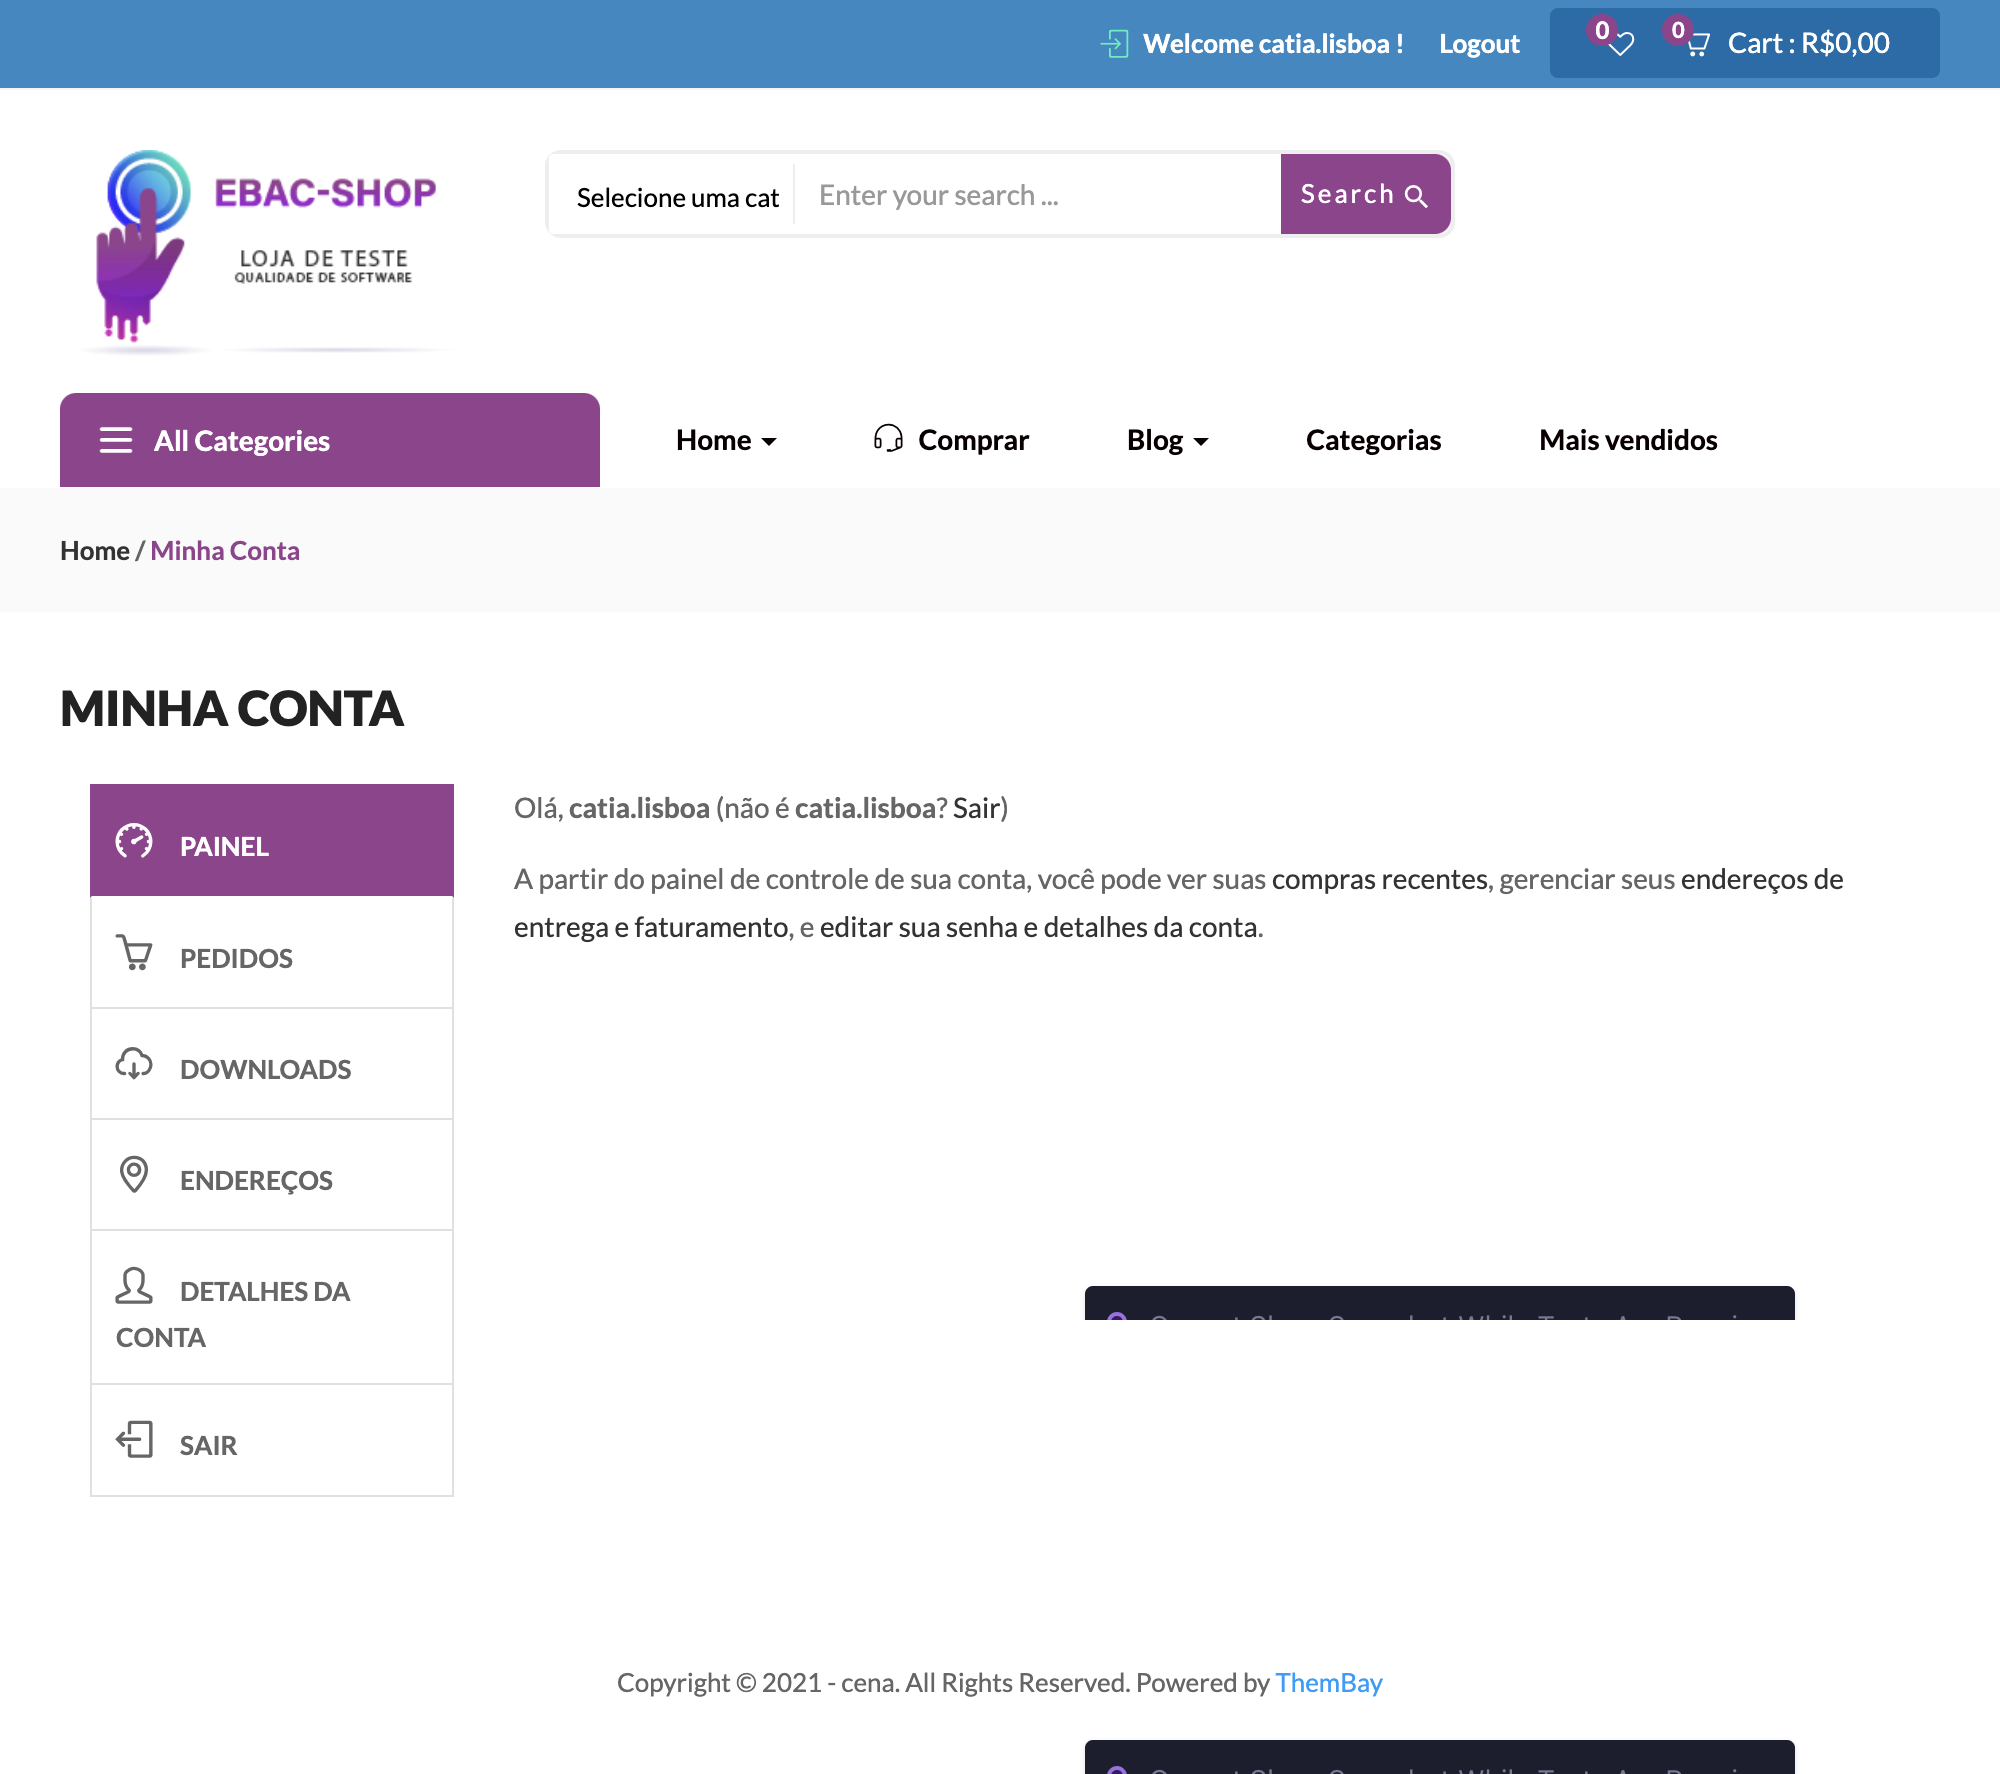 Welcome catia.lisboa !
Logout
0
0
Cart : R$0,00
EBAC-SHOP
LOJA DE TESTE
QUALIDADE DE SOFTWARE
Selecione uma cat
Enter your search ...
Search
All Categories
Home
Comprar
Blog
Categorias
Mais vendidos
Home / Minha Conta
MINHA CONTA
PAINEL
PEDIDOS
DOWNLOADS
ENDEREÇOS
DETALHES DA
CONTA
SAIR
Olá, catia.lisboa (não é catia.lisboa? Sair)
A partir do painel de controle de sua conta, você pode ver suas compras recentes, gerenciar seus endereços de
entrega e faturamento, e editar sua senha e detalhes da conta.
Copyright © 2021 - cena. All Rights Reserved. Powered by ThemBay